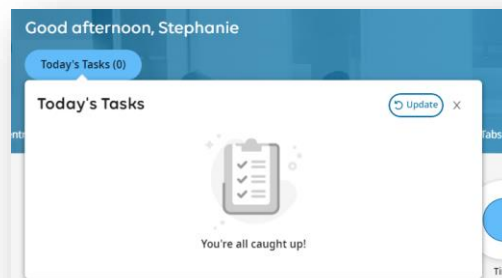 Good afternoon, Stephanie
Today's Tasks (0)
Today's Tasks
Update
You're all caught up!